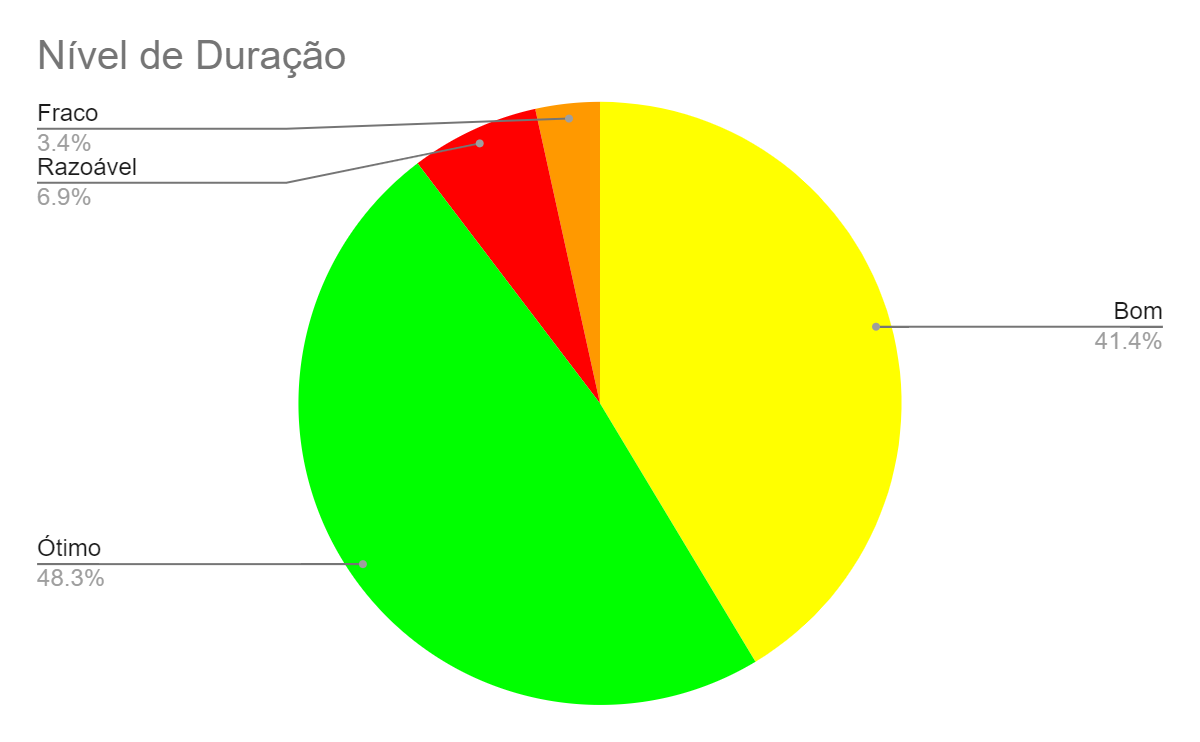 Nível de Duração
Fraco
3.4%
Razoável
6.9%
Bom
41.4%
Ótimo
48.3%